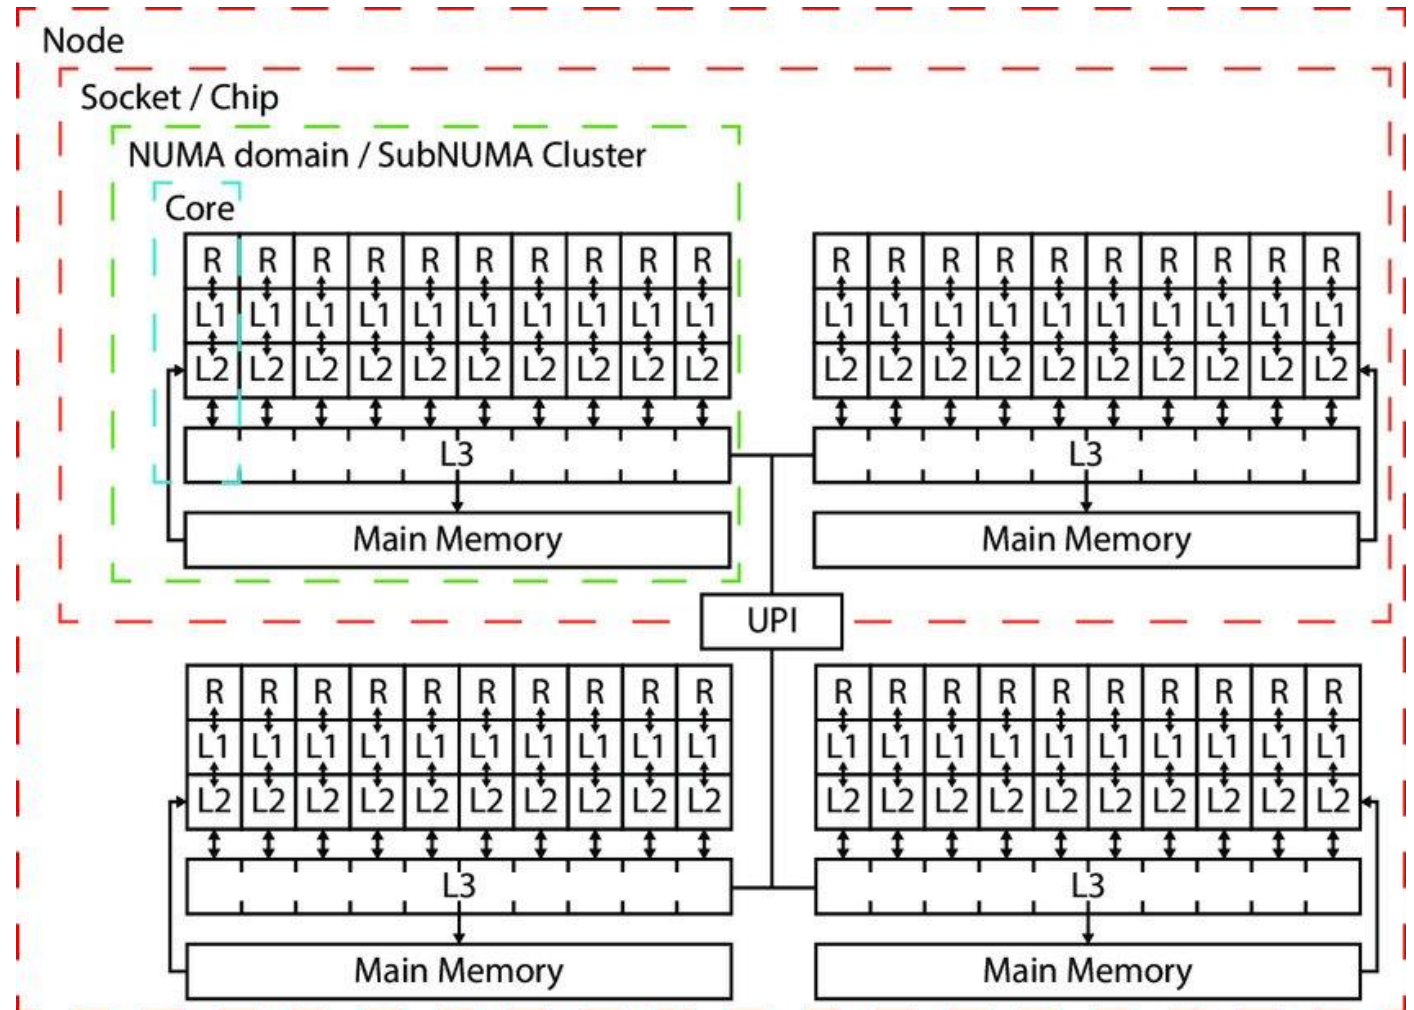 Node
Socket / Chip
NUMA domain / SubNUMA Cluster
Core
R R R R R R R R R R R R R R R R R R R R
L1 L1 L1 L1 L1 L1 L1 L1 L1 L1 L1 L1 L1 L1 L1 L1 L1 L1 L1 L1
L2 L2 L2 L2 L2 L2 L2 L2 L2 L2 L2 L2 L2 L2 L2 L2 L2 L2 L2 L2
L3 L3
Main Memory Main Memory
UPI
R R R R R R R R R R R R R R R R R R R R
L1 L1 L1 L1 L1 L1 L1 L1 L1 L1 L1 L1 L1 L1 L1 L1 L1 L1 L1 L1
L2 L2 L2 L2 L2 L2 L2 L2 L2 L2 L2 L2 L2 L2 L2 L2 L2 L2 L2 L2
L3 L3
Main Memory Main Memory